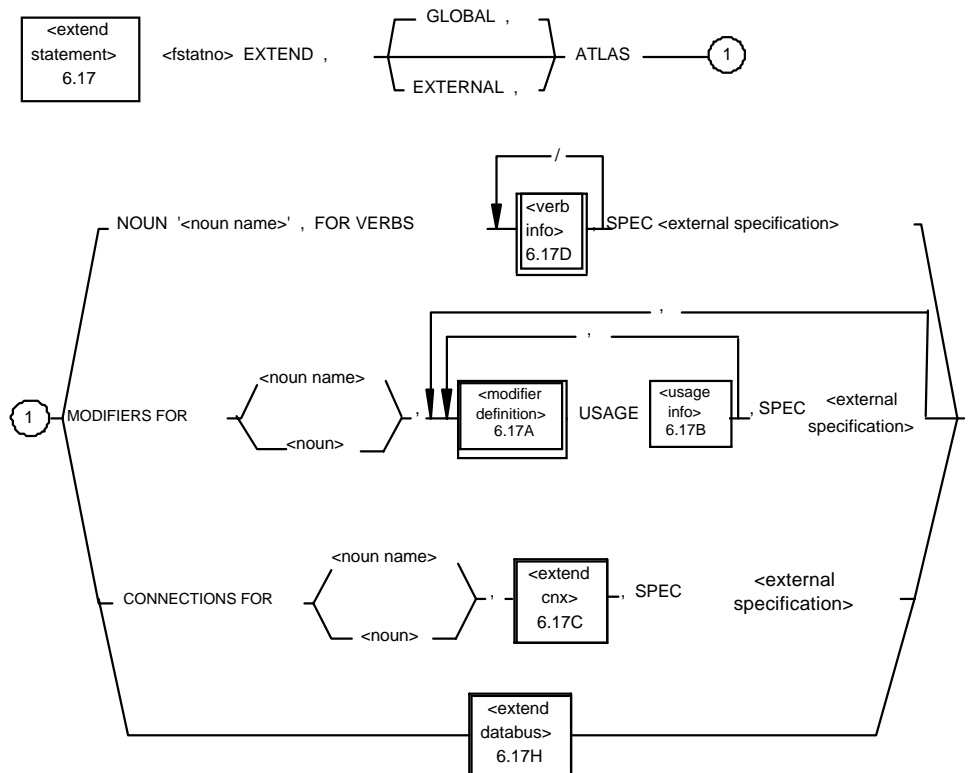 <extend
statement>
6.17
<fstatno> EXTEND ,
GLOBAL ,
EXTERNAL ,
ATLAS
1
/
NOUN '<noun name>' , FOR VERBS
<verb
info>
6.17D
, SPEC <external specification>
,
,
1
MODIFIERS FOR
<noun name>
<noun>
,
<modifier
definition>
6.17A
USAGE
<usage
info>
6.17B
, SPEC
<external
specification>
CONNECTIONS FOR
<noun name>
<noun>
,
<extend
cnx>
6.17C
, SPEC
<external
specification>
<extend
databus>
6.17H